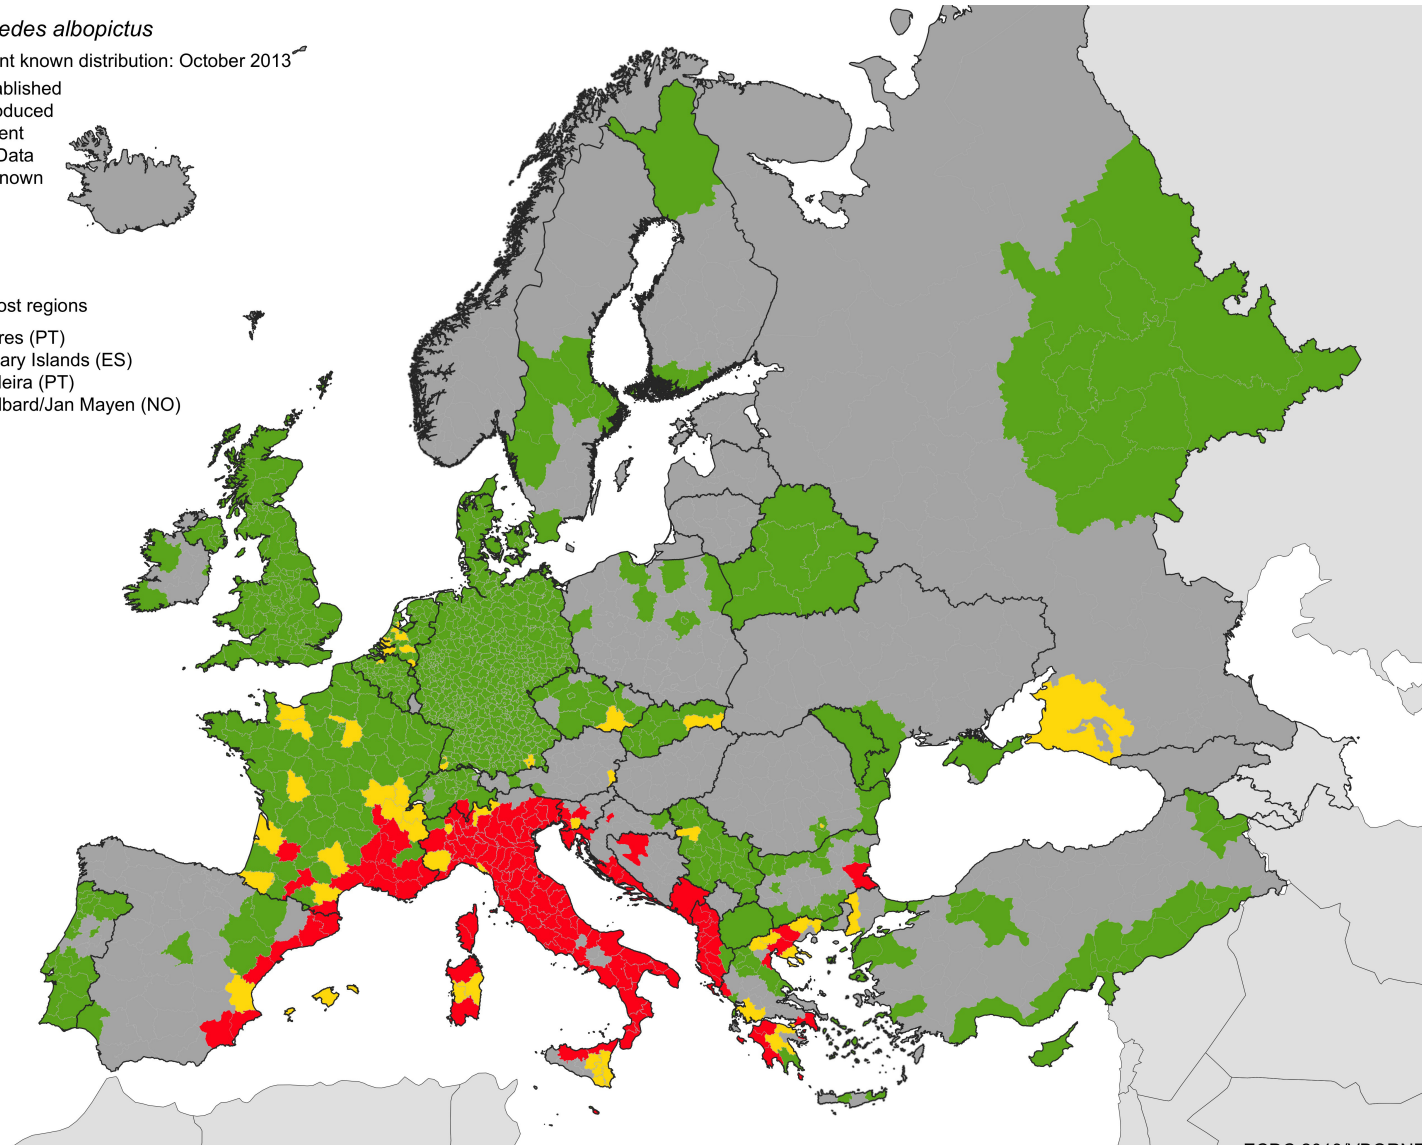 edes albopictus
nt known distribution: October 2013
ablished
oduced
ent
Data
nown
ost regions
res (PT)
ary Islands (ES)
leira (PT)
lbard/Jan Mayen (NO)